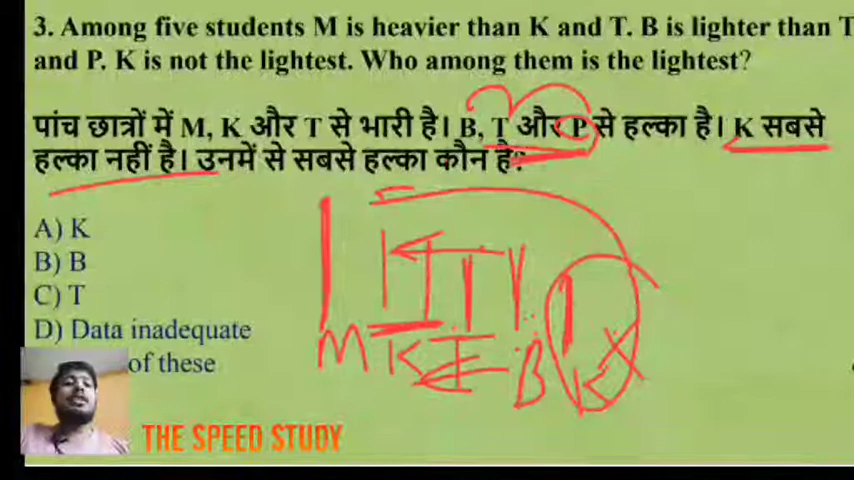 3. Among five students M is heavier than K and T. B is lighter than T
and P. K is not the lightest. Who among them is the lightest?
पांच छात्रों में M, K और T से भारी है। B, T और P से हल्का है। K सबसे
हल्का नहीं है। उनमें से सबसे हल्का कौन है?
A) K
B) B
C) T
D) Data inadequate
of these
M K T B K
THE SPEED STUDY